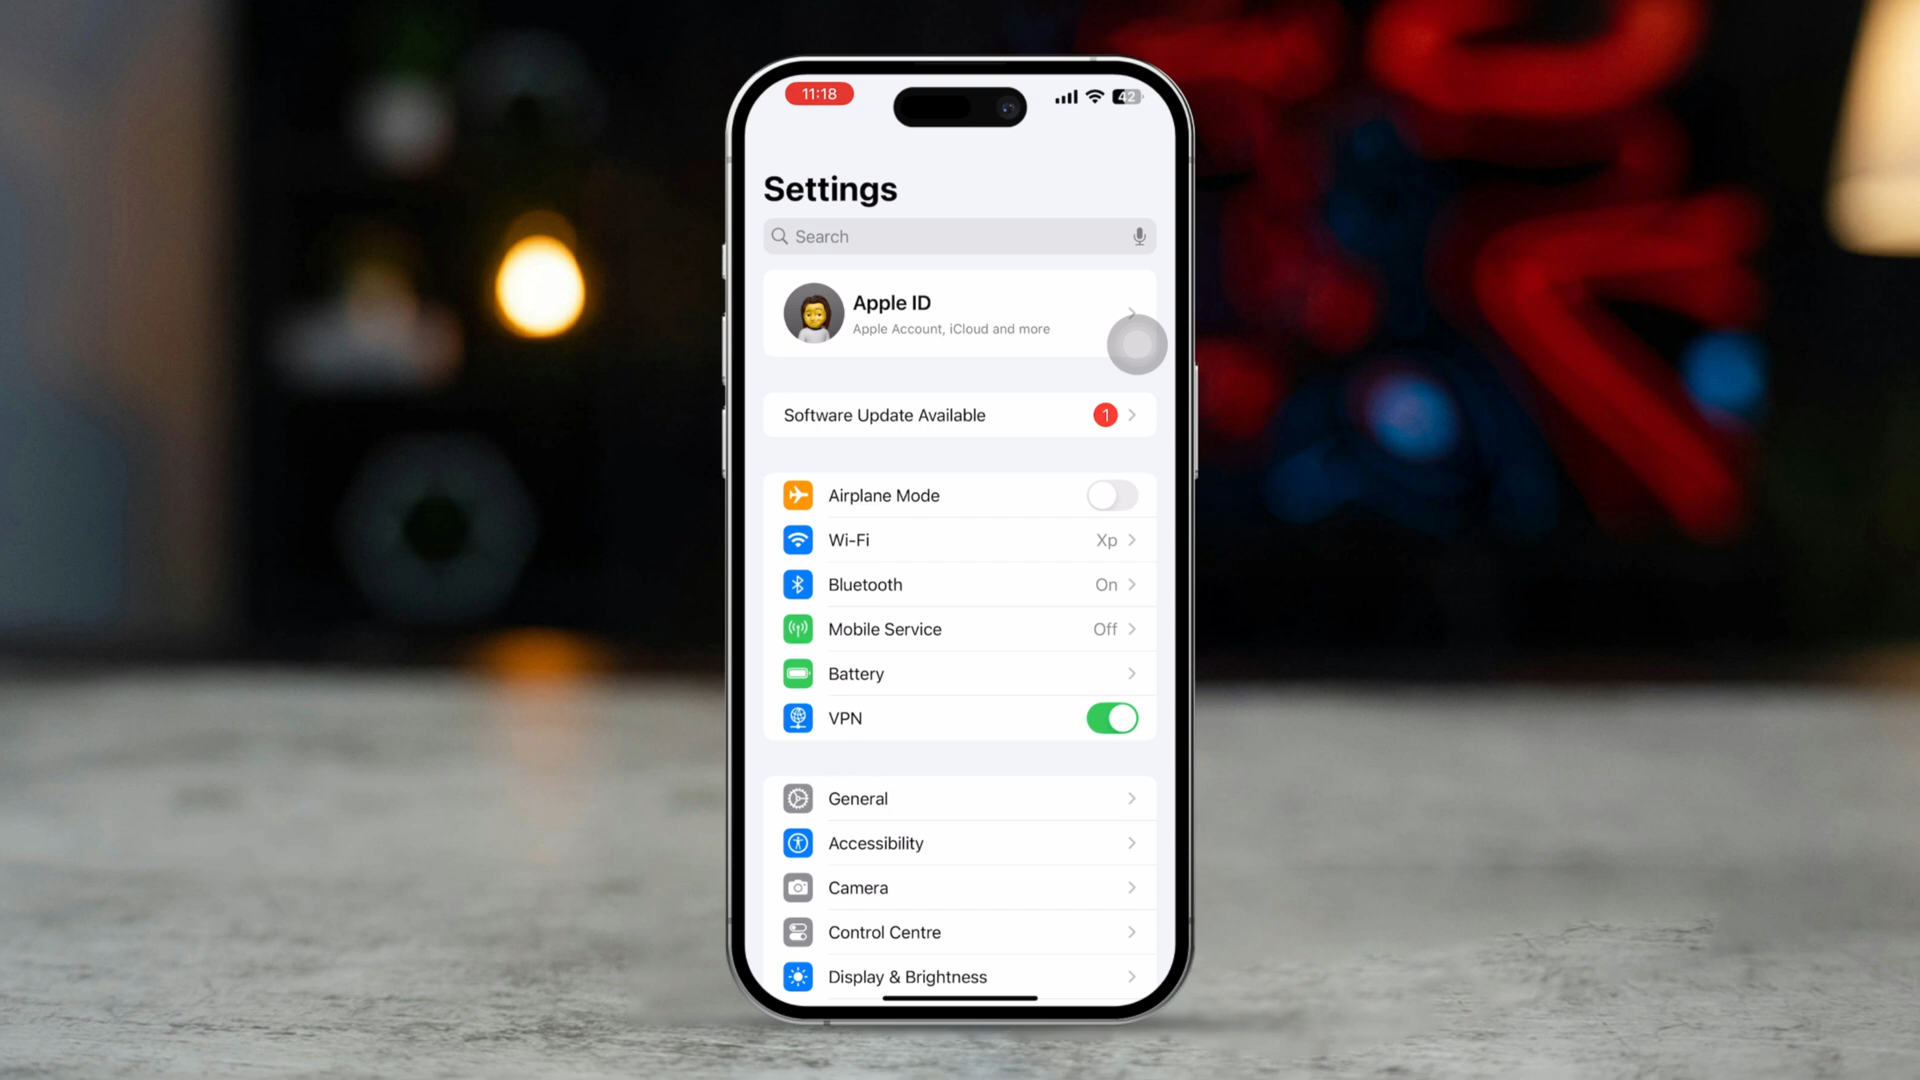 11:18
42
Settings
Search
Apple ID
Apple Account, iCloud and more
Software Update Available 1
Airplane Mode
Wi-Fi Xp
Bluetooth On
Mobile Service Off
Battery
VPN
General
Accessibility
Camera
Control Centre
Display & Brightness